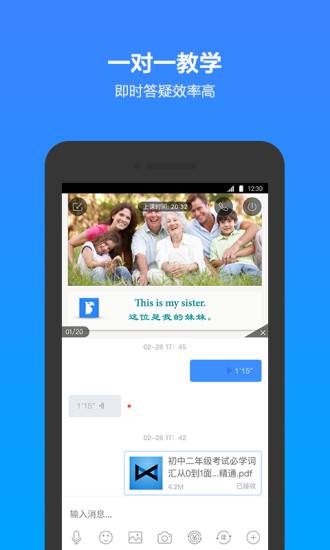 一对一教学
即时答疑效率高
12:30
上课时间: 20:32
This is my sister.
这位是我的妹妹。
01/20
02-26 17：45
1'15"
1'15"
02-26 17：42
初中二年级考试必学词
汇从0到1面...精通.pdf
4.2M
已接收
输入消息...